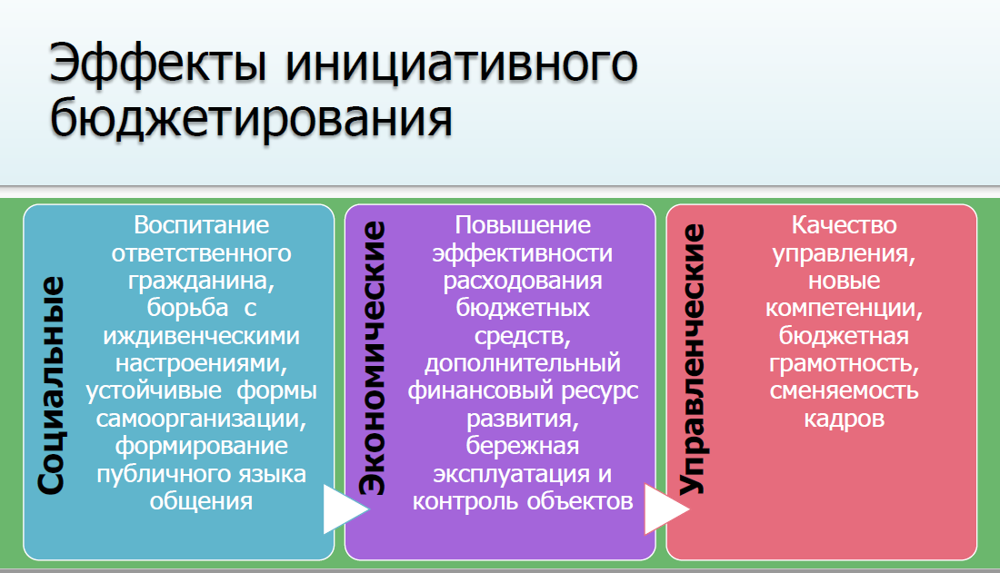 Эффекты инициативного
бюджетирования
Социальные
Воспитание
ответственного
гражданина,
борьба с
иждивенческими
настроениями,
устойчивые формы
самоорганизации,
формирование
публичного языка
общения
Экономические
Повышение
эффективности
расходования
бюджетных
средств,
дополнительный
финансовый ресурс
развития,
бережная
эксплуатация и
контроль объектов
Управленческие
Качество
управления,
новые
компетенции,
бюджетная
грамотность,
сменяемость
кадров